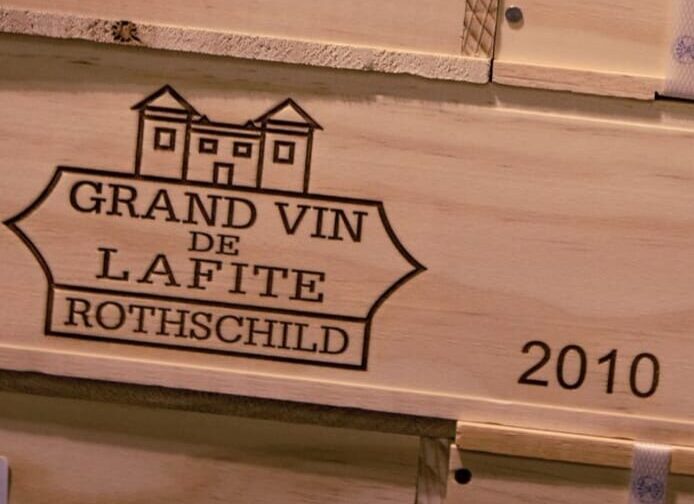 GRAND VIN
DE
LAFITE
ROTHSCHILD
2010